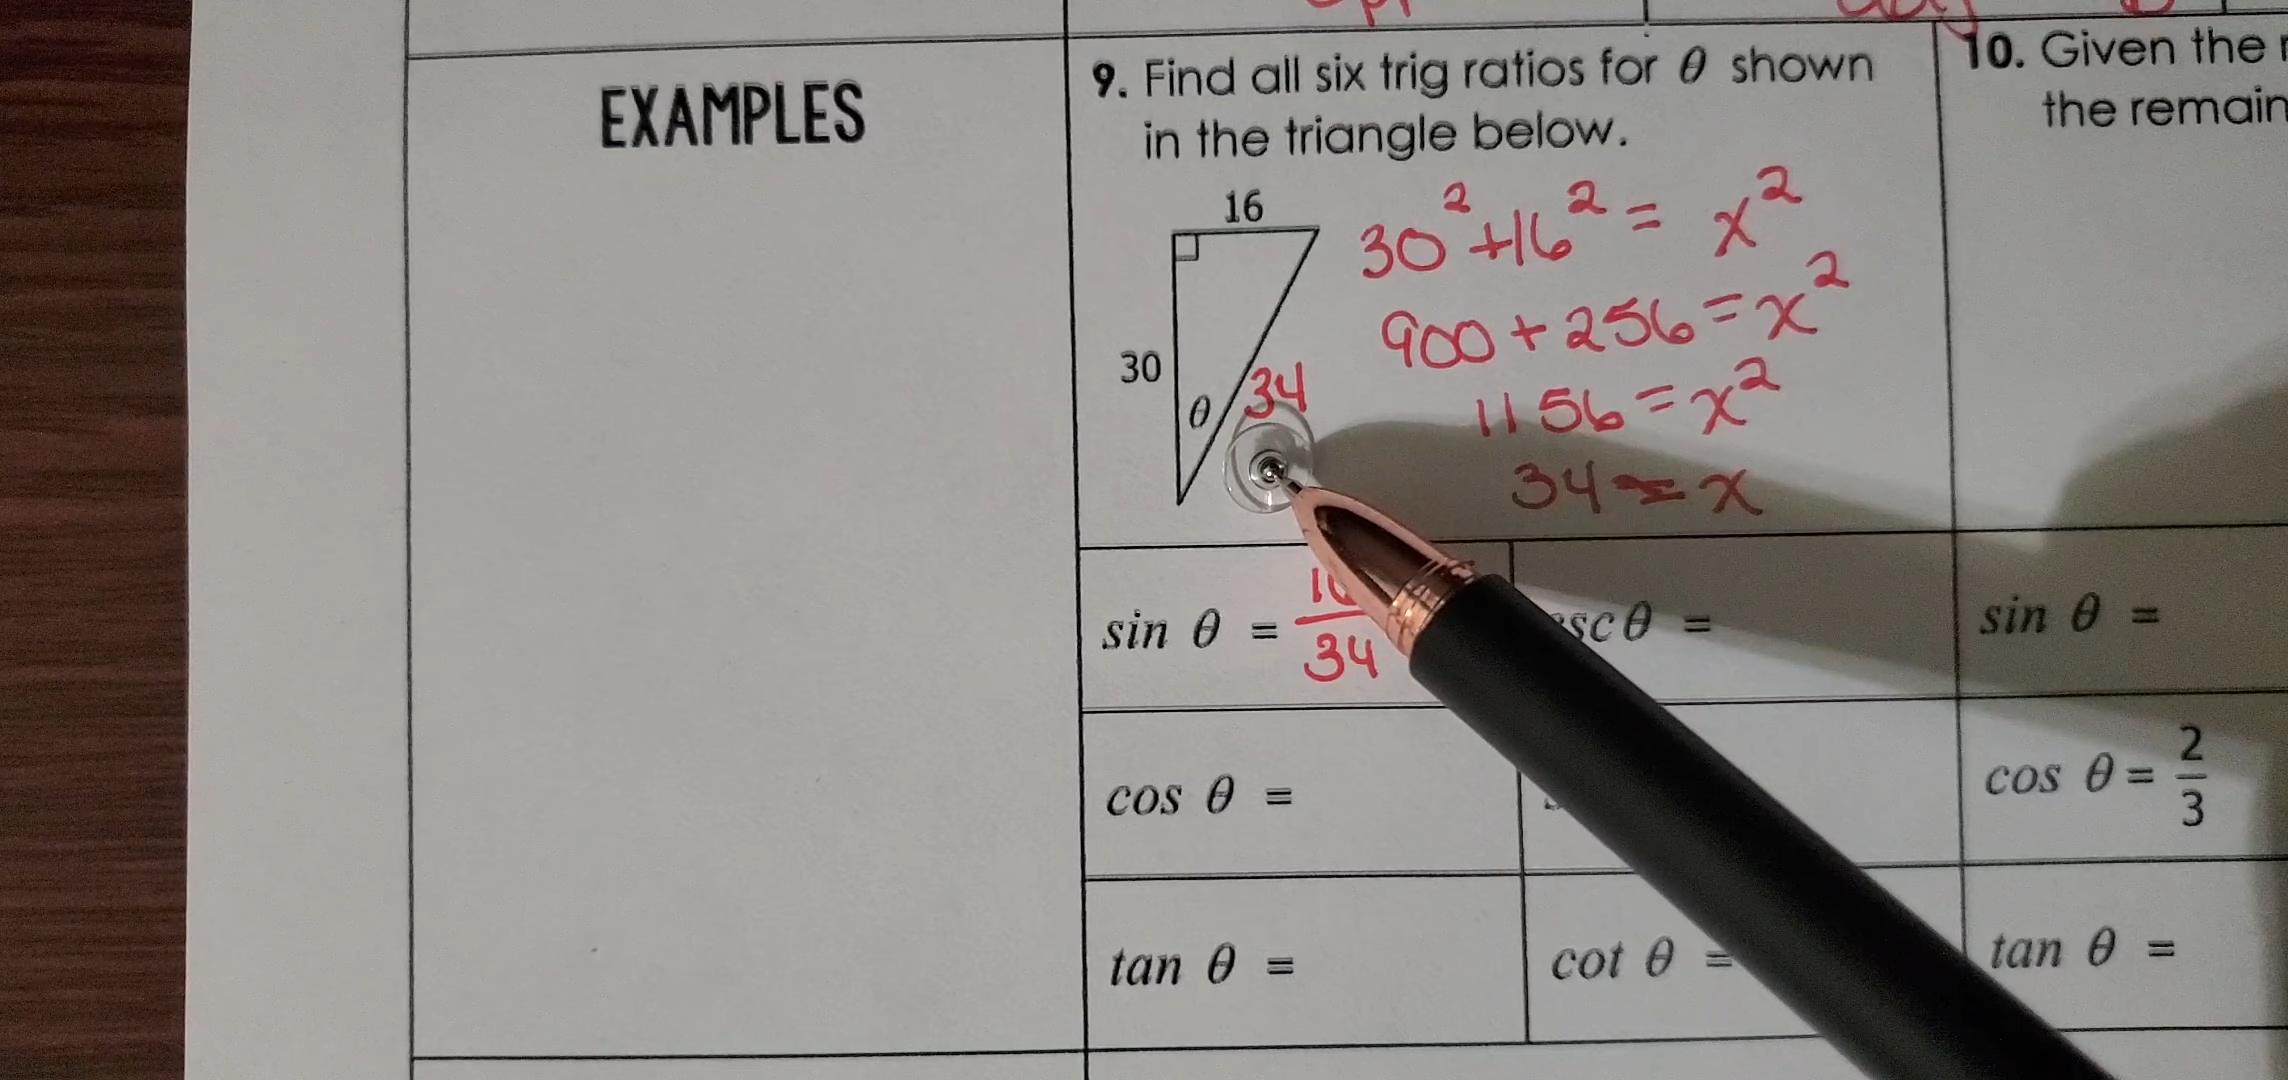 EXAMPLES
9. Find all six trig ratios for θ shown
in the triangle below.
16
30
θ
34
30² + 16² = x²
900 + 256 = x²
1156 = x²
34 = x
sin θ =
34
θ =
cos θ =
tan θ =
cot θ =
10. Given the
the
sin θ =
cos θ = 2/3
tan θ =